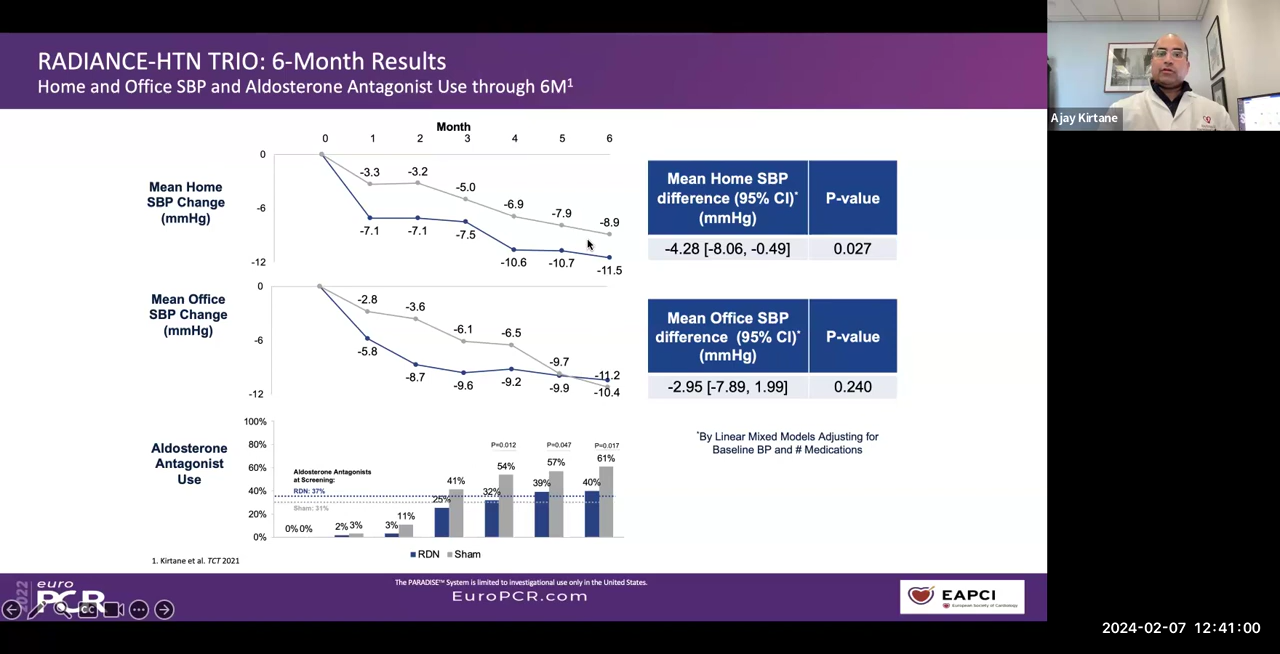 RADIANCE-HTN TRIO: 6-Month Results
Home and Office SBP and Aldosterone Antagonist Use through 6M1
Ajay Kirtane
Month
0 1 2 3 4 5 6
Mean Home
SBP Change
(mmHg)
0
-6
-12
-3.3 -3.2 -5.0 -6.9 -7.9 -8.9
-7.1 -7.1 -7.5 -10.6 -10.7 -11.5
Mean Home SBP
difference (95% CI)*
(mmHg)
P-value
-4.28 [-8.06, -0.49] 0.027
Mean Office
SBP Change
(mmHg)
0
-6
-12
-2.8 -3.6 -6.1 -6.5 -9.7 -11.2
-5.8 -8.7 -9.6 -9.2 -9.9 -10.4
Mean Office SBP
difference (95% CI)*
(mmHg)
P-value
-2.95 [-7.89, 1.99] 0.240
*By Linear Mixed Models Adjusting for
Baseline BP and # Medications
Aldosterone
Antagonist
Use
100%
80%
60%
40%
20%
0%
Aldosterone Antagonists
at Screening:
RDN: 37%
Sham: 31%
P=0.012 P=0.047 P=0.017
0% 0% 2% 3% 3% 11% 25% 41% 32% 54% 39% 57% 40% 61%
RDN Sham
1. Kirtane et al. TCT 2021
The PARADISE™ System is limited to investigational use only in the United States.
EuroPCR.com
2022
euro
PCR
CC
EAPCI
European Society of Cardiology
2024-02-07 12:41:00